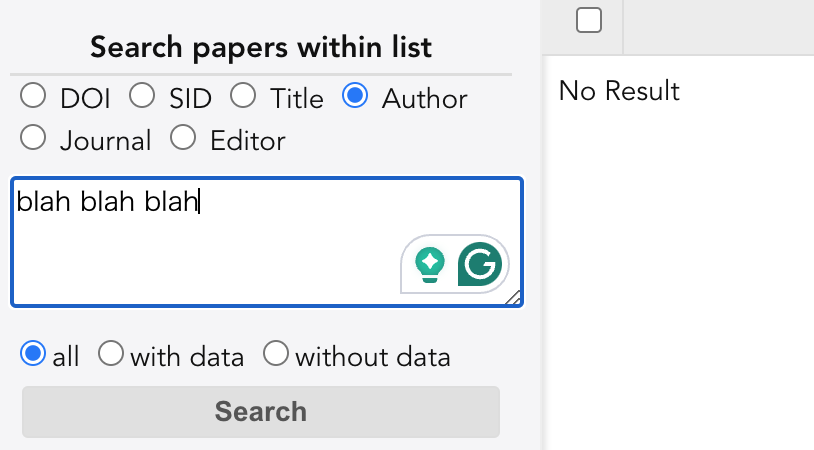 Search papers within list
DOI SID Title Author
Journal Editor
blah blah blah
all with data without data
Search
No Result